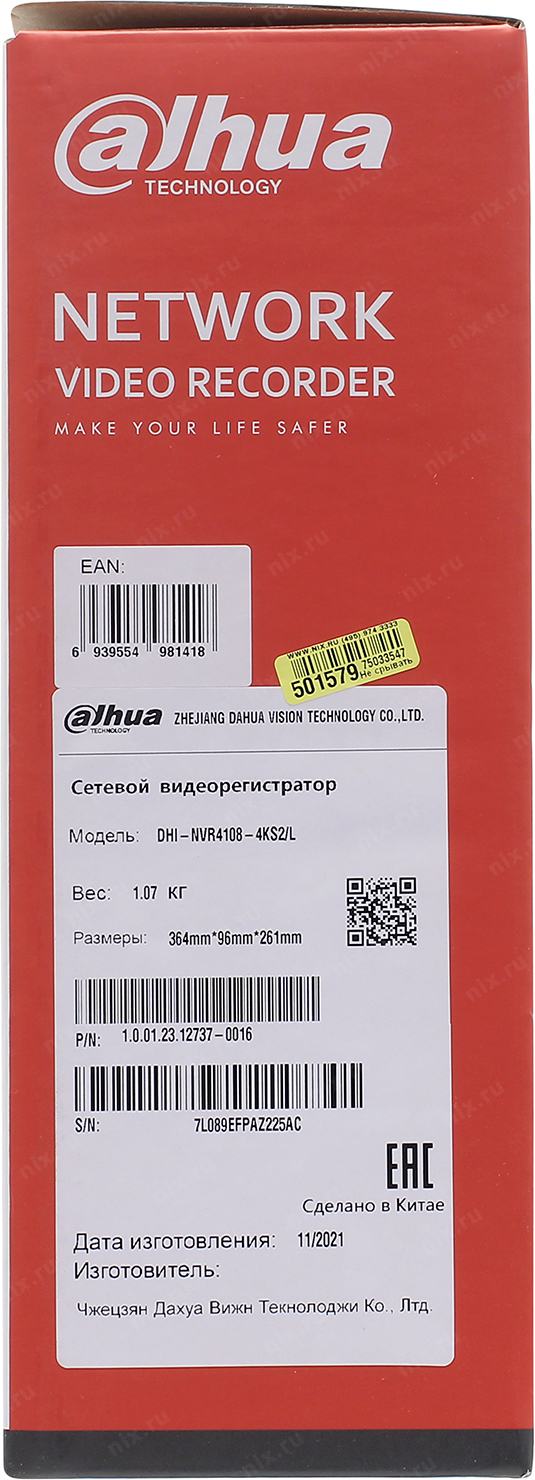 alhua
TECHNOLOGY
NETWORK
VIDEO RECORDER
MAKE YOUR LIFE SAFER
EAN:
6 939554 981418
WWW.NIX.RU (495) 974 3333
501579 75033547
Не срывать
alhua
TECHNOLOGY
ZHEJIANG DAHUA VISION TECHNOLOGY CO.,LTD.
Сетевой видеорегистратор
Модель: DHI-NVR4108-4KS2/L
Вес: 1.07 КГ
Размеры: 364mm*96mm*261mm
P/N: 1.0.01.23.12737-0016
S/N: 7L089EFPAZ225AC
EAC
Сделано в Китае
Дата изготовления: 11/2021
Изготовитель:
Чжецзян Дахуа Вижн Текнолоджи Ко., Лтд.
nix.ru